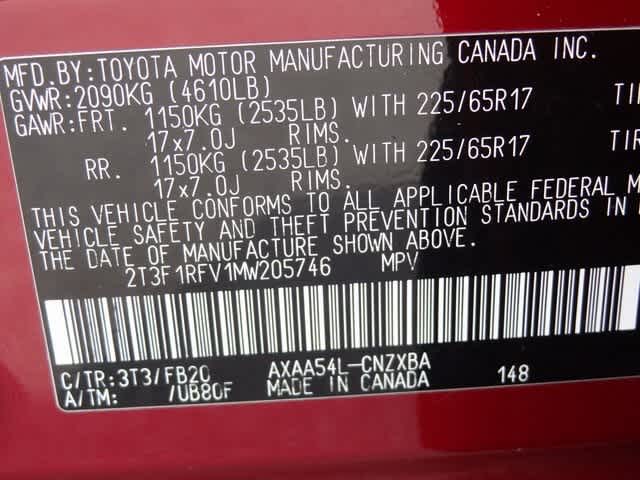 MFD.BY:TOYOTA MOTOR MANUFACTURING CANADA INC.
GVWR:2090KG (4610LB)
GAWR:FRT. 1150KG (2535LB) WITH 225/65R17 TI
17x7.0J RIMS.
RR. 1150KG (2535LB) WITH 225/65R17 TIR
17x7.0J RIMS.
THIS VEHICLE CONFORMS TO ALL APPLICABLE FEDERAL M
VEHICLE SAFETY AND THEFT PREVENTION STANDARDS IN
THE DATE OF MANUFACTURE SHOWN ABOVE.
2T3F1RFV1MW205746 MPV
C/TR:3T3/FB20 AXAA54L-CNZXBA 148
A/TM: /UB80F MADE IN CANADA